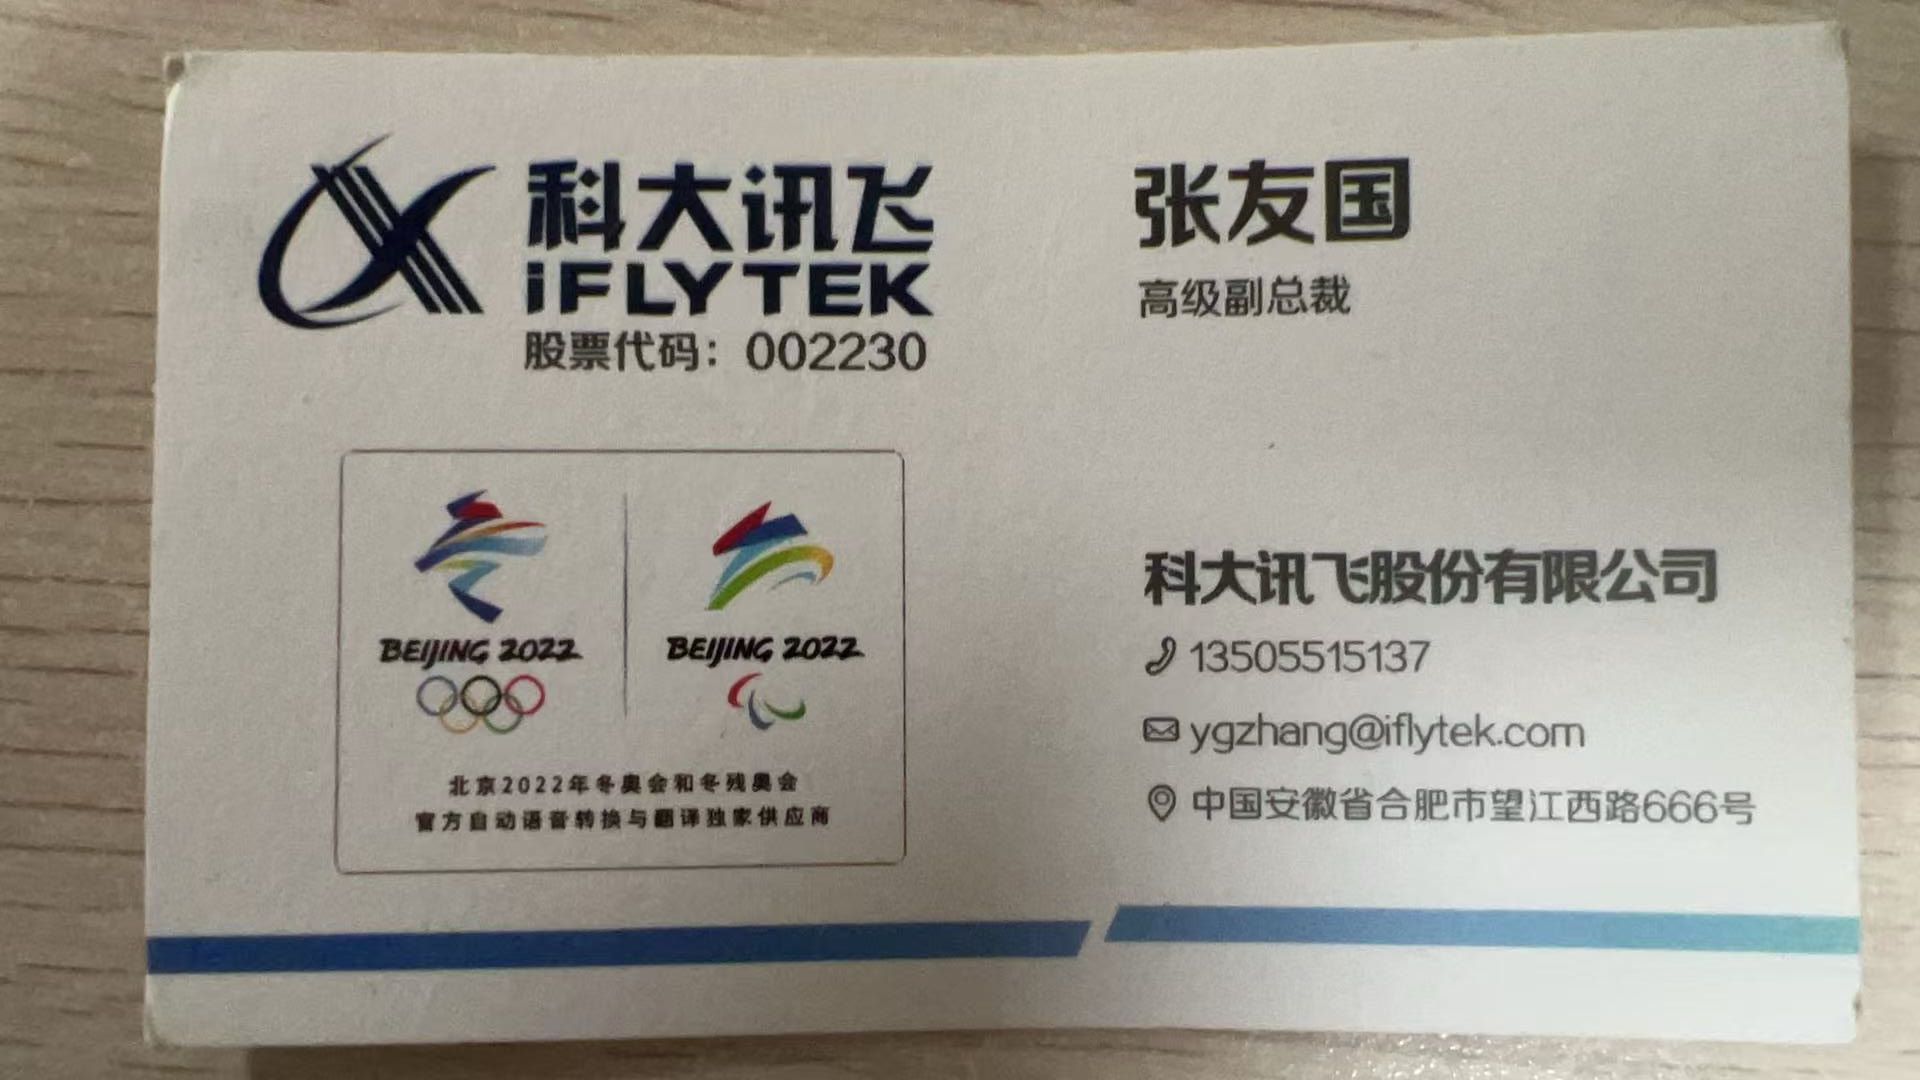 科大讯飞
iFLYTEK
股票代码：002230
张友国
高级副总裁
BEIJING 2022
BEIJING 2022
北京2022年冬奥会和冬残奥会
官方自动语音转换与翻译独家供应商
科大讯飞股份有限公司
13505515137
ygzhang@iflytek.com
中国安徽省合肥市望江西路666号